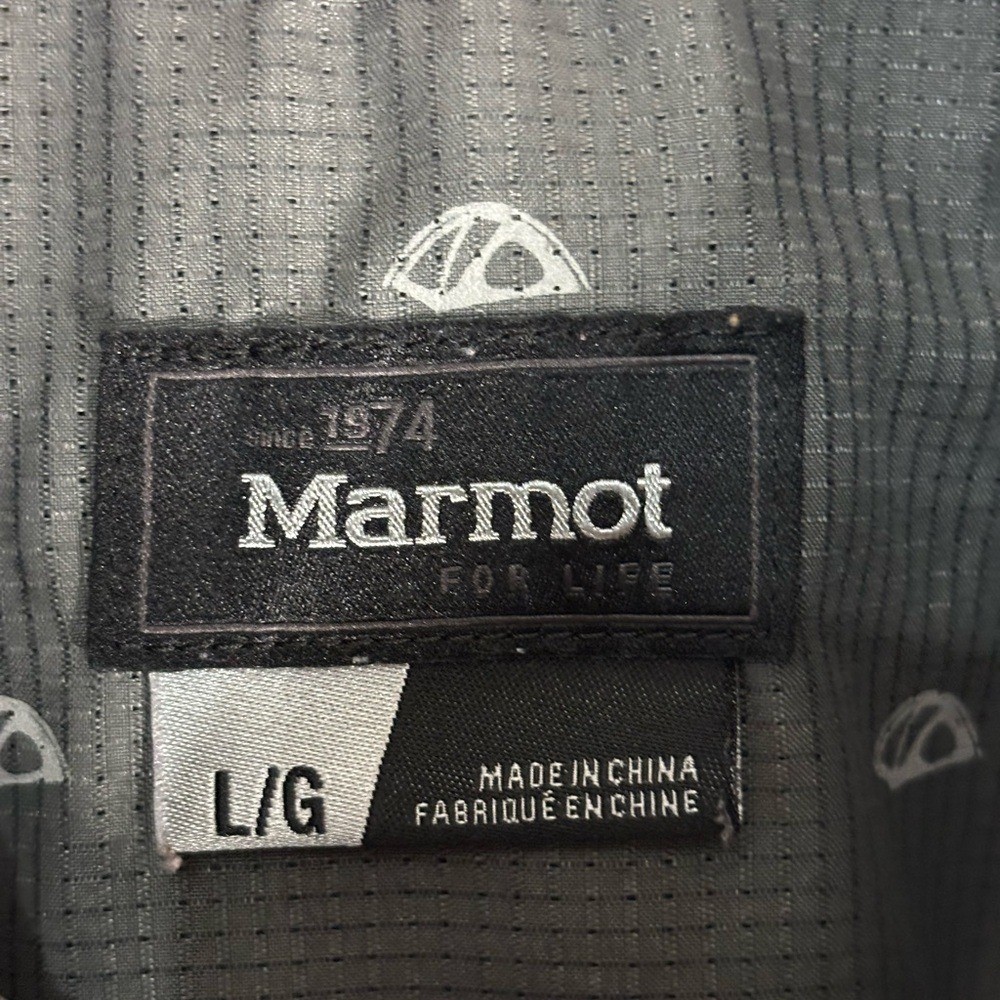 since 1974
Marmot
FOR LIFE
L/G
MADE IN CHINA
FABRIQUÉ EN CHINE